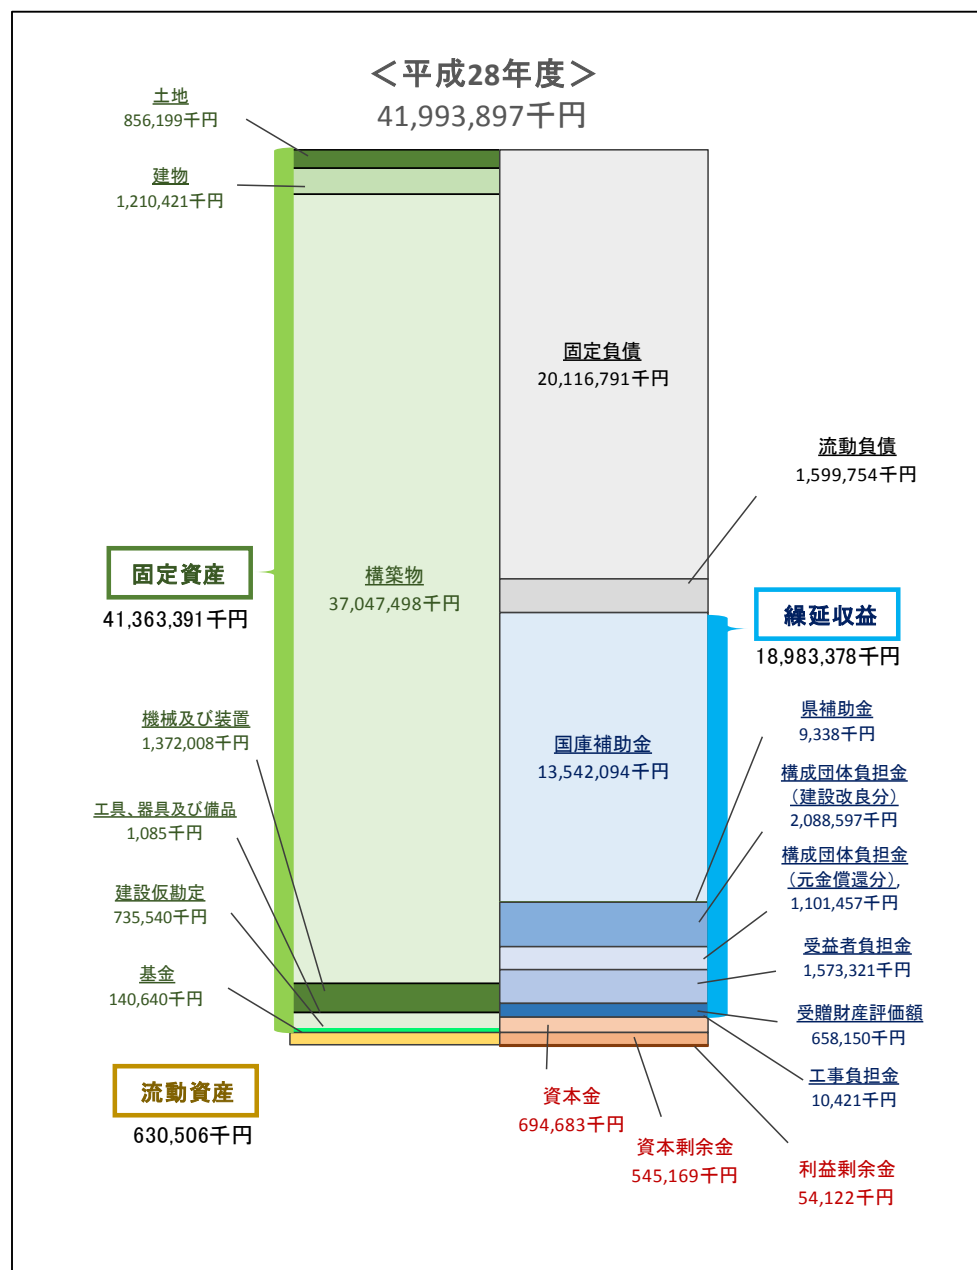 ＜平成28年度＞
41,993,897千円
土地
856,199千円
建物
1,210,421千円
固定資産
41,363,391千円
構築物
37,047,498千円
機械及び装置
1,372,008千円
工具、器具及び備品
1,085千円
建設仮勘定
735,540千円
基金
140,640千円
流動資産
630,506千円
固定負債
20,116,791千円
流動負債
1,599,754千円
繰延収益
18,983,378千円
国庫補助金
13,542,094千円
県補助金
9,338千円
構成団体負担金
（建設改良分）
2,088,597千円
構成団体負担金
（元金償還分）
1,101,457千円
受益者負担金
1,573,321千円
受贈財産評価額
658,150千円
工事負担金
10,421千円
資本金
694,683千円
資本剰余金
545,169千円
利益剰余金
54,122千円